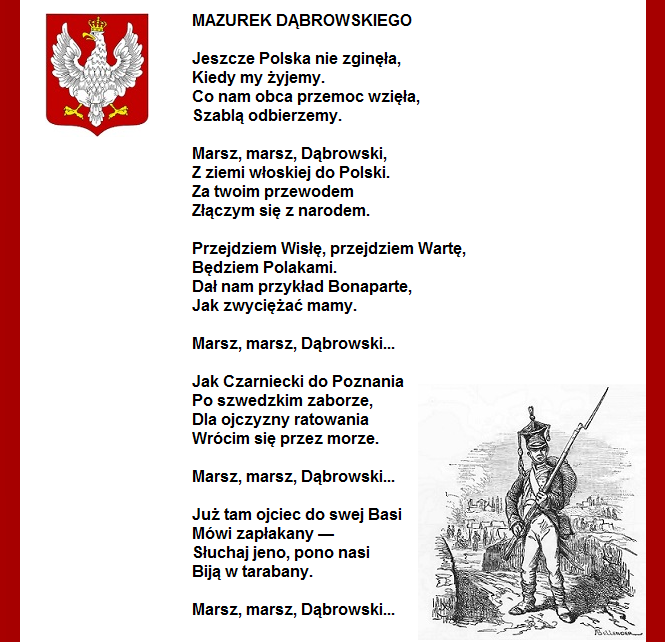 MAZUREK DĄBROWSKIEGO
Jeszcze Polska nie zginęła,
Kiedy my żyjemy.
Co nam obca przemoc wzięła,
Szablą odbierzemy.
Marsz, marsz, Dąbrowski,
Z ziemi włoskiej do Polski.
Za twoim przewodem
Złączym się z narodem.
Przejdziem Wisłę, przejdziem Wartę,
Będziem Polakami.
Dał nam przykład Bonaparte,
Jak zwyciężać mamy.
Marsz, marsz, Dąbrowski...
Jak Czarniecki do Poznania
Po szwedzkim zaborze,
Dla ojczyzny ratowania
Wrócim się przez morze.
Marsz, marsz, Dąbrowski...
Już tam ojciec do swej Basi
Mówi zapłakany —
Słuchaj jeno, pono nasi
Biją w tarabany.
Marsz, marsz, Dąbrowski...